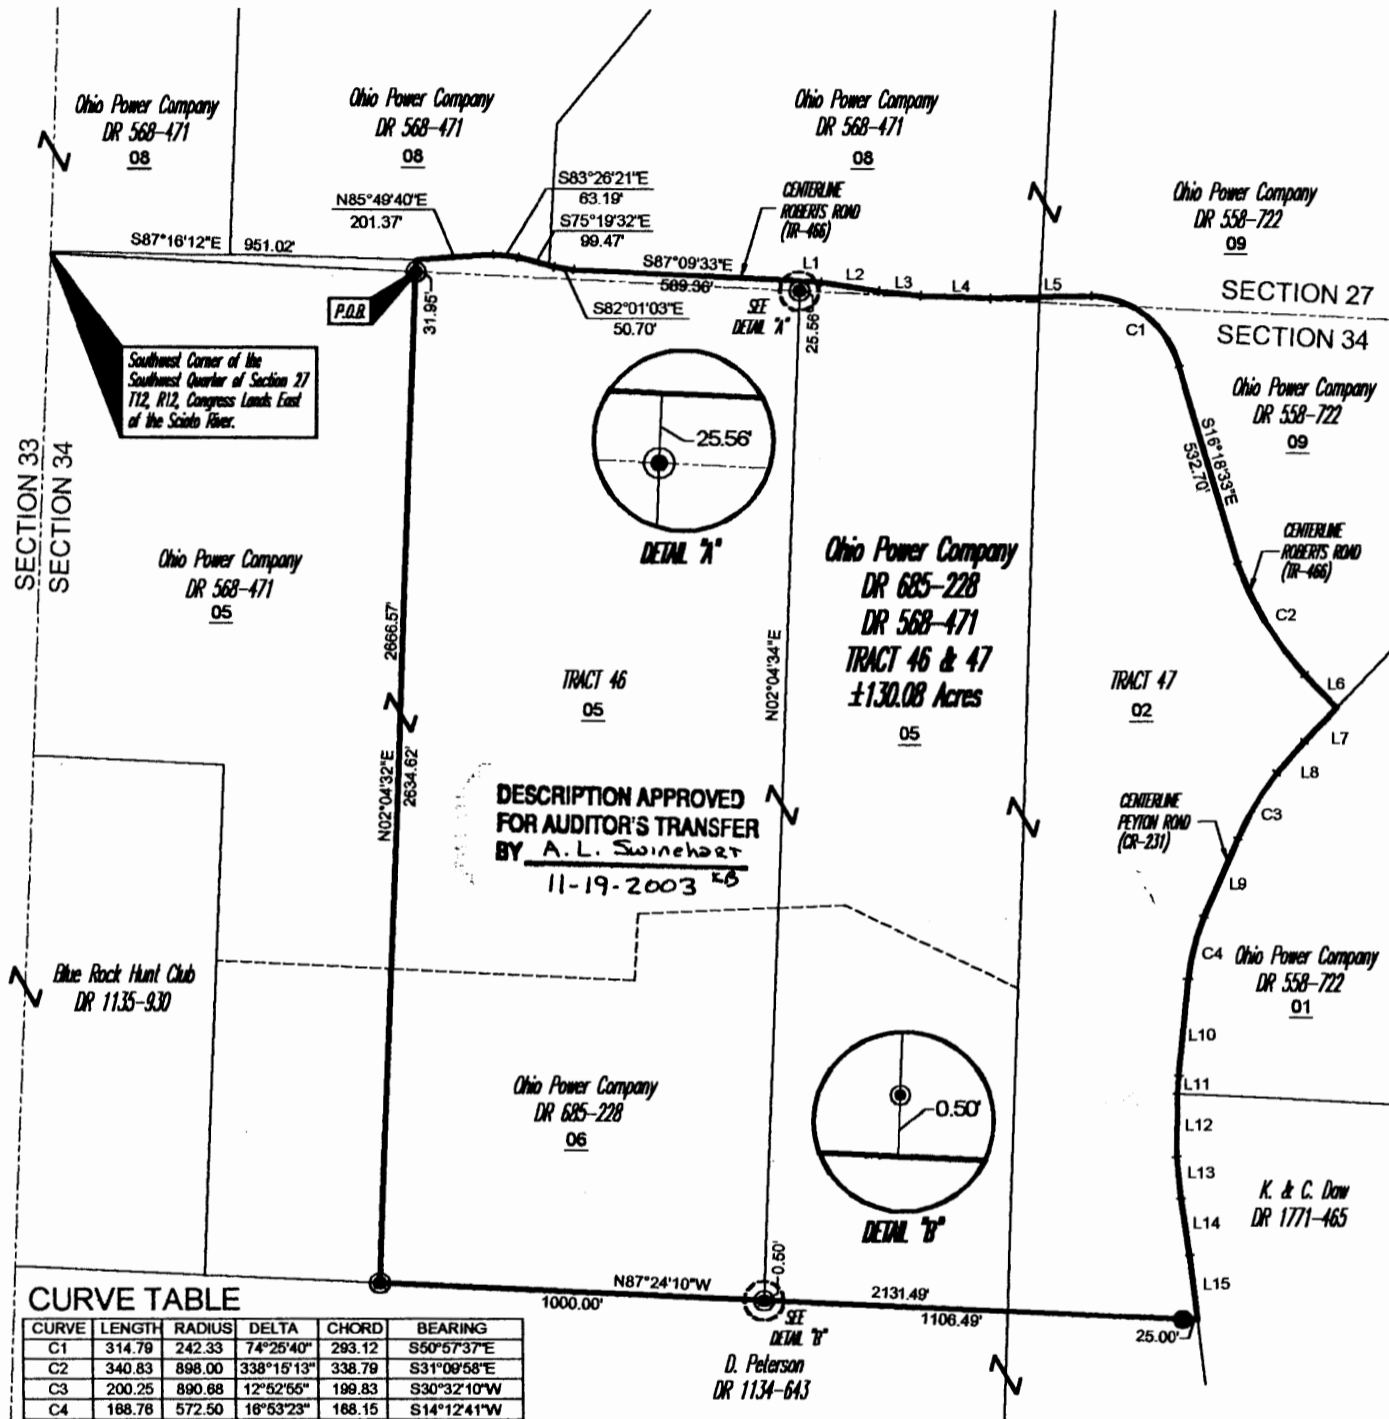 Ohio Power Company
DR 568-471
08
Ohio Power Company
DR 568-471
08
Ohio Power Company
DR 568-471
08
Ohio Power Company
DR 558-722
09
S87°16'12"E 951.02'
N85°49'40"E
201.37'
S83°26'21"E
63.19'
S75°19'32"E
99.47'
CENTERLINE
ROBERTS ROAD
(TR-466)
S87°09'33"E
589.36'
S82°01'03"E
50.70'
L1
L2
L3
L4
L5
C1
SECTION 27
SECTION 34
P.O.B.
31.95'
SEE
DETAIL "A"
25.56'
Southwest Corner of the
Southwest Quarter of Section 27
T12, R12, Congress Lands East
of the Scioto River.
SECTION 33
SECTION 34
25.56'
DETAIL "A"
Ohio Power Company
DR 558-722
09
S16°18'33"E
532.70'
CENTERLINE
ROBERTS ROAD
(TR-466)
C2
Ohio Power Company
DR 568-471
05
2666.57'
N02°04'32"E
2634.62'
TRACT 46
05
N02°04'34"E
Ohio Power Company
DR 685-228
DR 568-471
TRACT 46 & 47
±130.08 Acres
05
TRACT 47
02
L6
L7
L8
C3
CENTERLINE
PEYTON ROAD
(CR-231)
L9
C4
DESCRIPTION APPROVED
FOR AUDITOR'S TRANSFER
BY A.L. Swinehart
11-19-2003 KB
Blue Rock Hunt Club
DR 1135-930
Ohio Power Company
DR 558-722
01
L10
L11
L12
L13
L14
L15
Ohio Power Company
DR 685-228
06
0.50'
DETAIL "B"
K. & C. Dow
DR 1771-465
0.50'
N87°24'10"W
2131.49'
1000.00'
1106.49'
25.00'
SEE
DETAIL "B"
D. Peterson
DR 1134-643
CURVE TABLE
CURVE LENGTH RADIUS DELTA CHORD BEARING
C1 314.79 242.33 74°25'40" 293.12 S50°57'37"E
C2 340.83 898.00 338°15'13" 338.79 S31°09'58"E
C3 200.25 890.68 12°52'55" 199.83 S30°32'10"W
C4 168.76 572.50 16°53'23" 168.15 S14°12'41"W